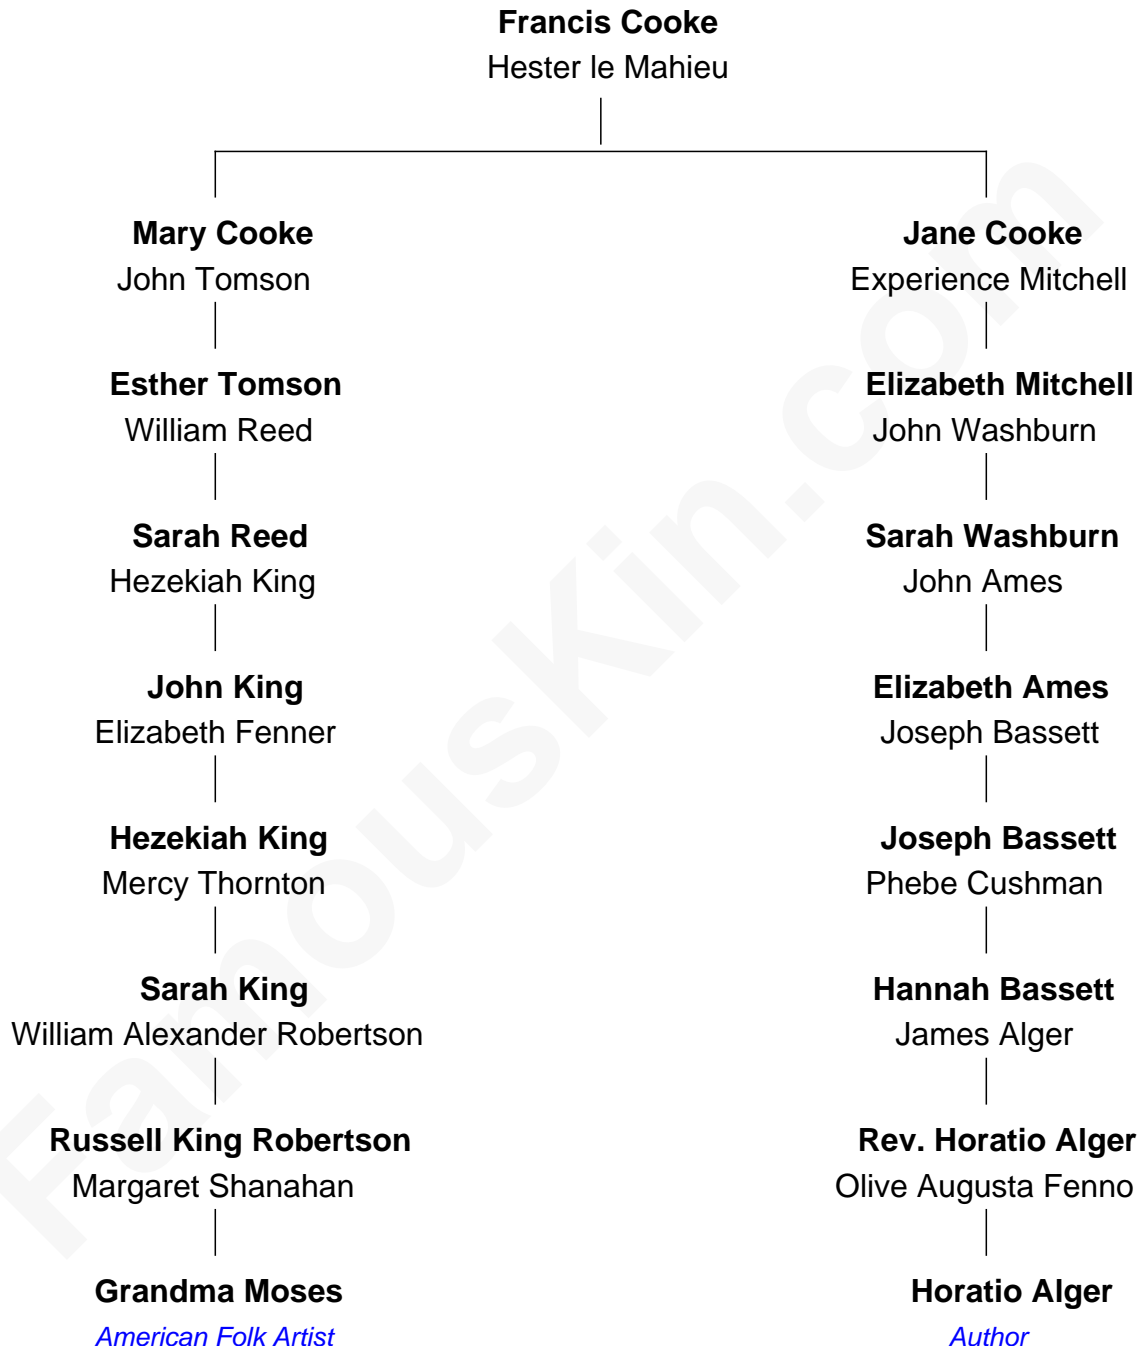 Francis Cooke
Hester le Mahieu
Mary Cooke
John Tomson
Esther Tomson
William Reed
Sarah Reed
Hezekiah King
John King
Elizabeth Fenner
Hezekiah King
Mercy Thornton
Sarah King
William Alexander Robertson
Russell King Robertson
Margaret Shanahan
Grandma Moses
American Folk Artist
Jane Cooke
Experience Mitchell
Elizabeth Mitchell
John Washburn
Sarah Washburn
John Ames
Elizabeth Ames
Joseph Bassett
Joseph Bassett
Phebe Cushman
Hannah Bassett
James Alger
Rev. Horatio Alger
Olive Augusta Fenno
Horatio Alger
Author
FamousKin.com